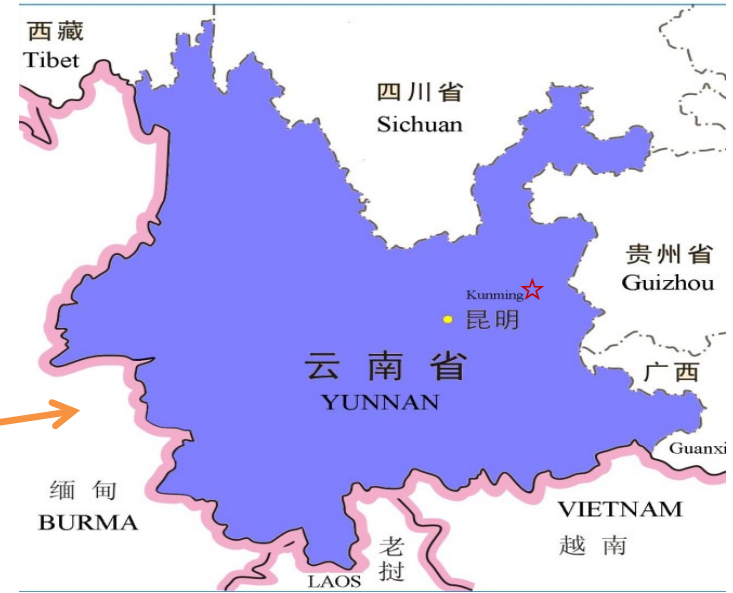 西藏
Tibet
四川省
Sichuan
贵州省
Guizhou
Kunming
昆明
云南省
YUNNAN
广西
Guanxi
缅甸
BURMA
VIETNAM
越南
老
挝
LAOS